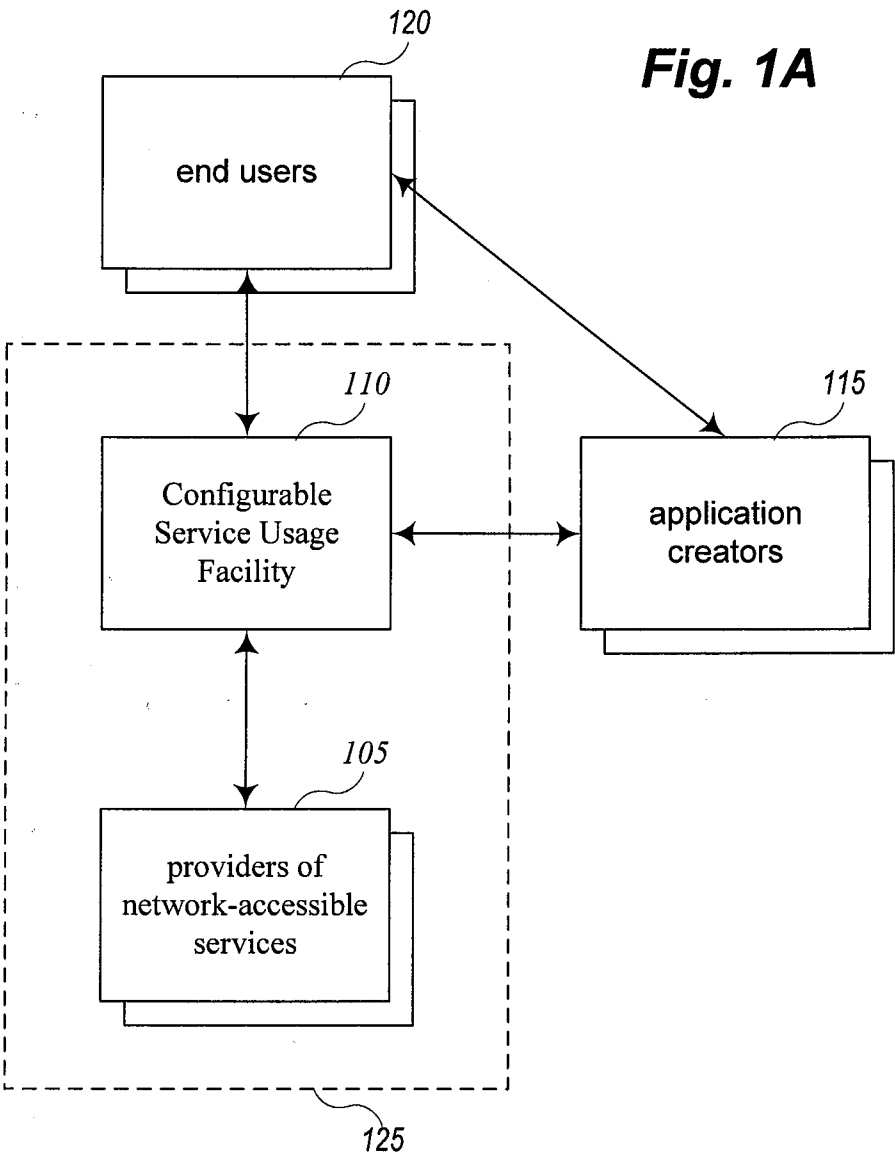 120
Fig. 1A
end users
110
115
Configurable
Service Usage
Facility
application
creators
105
providers of
network-accessible
services
125